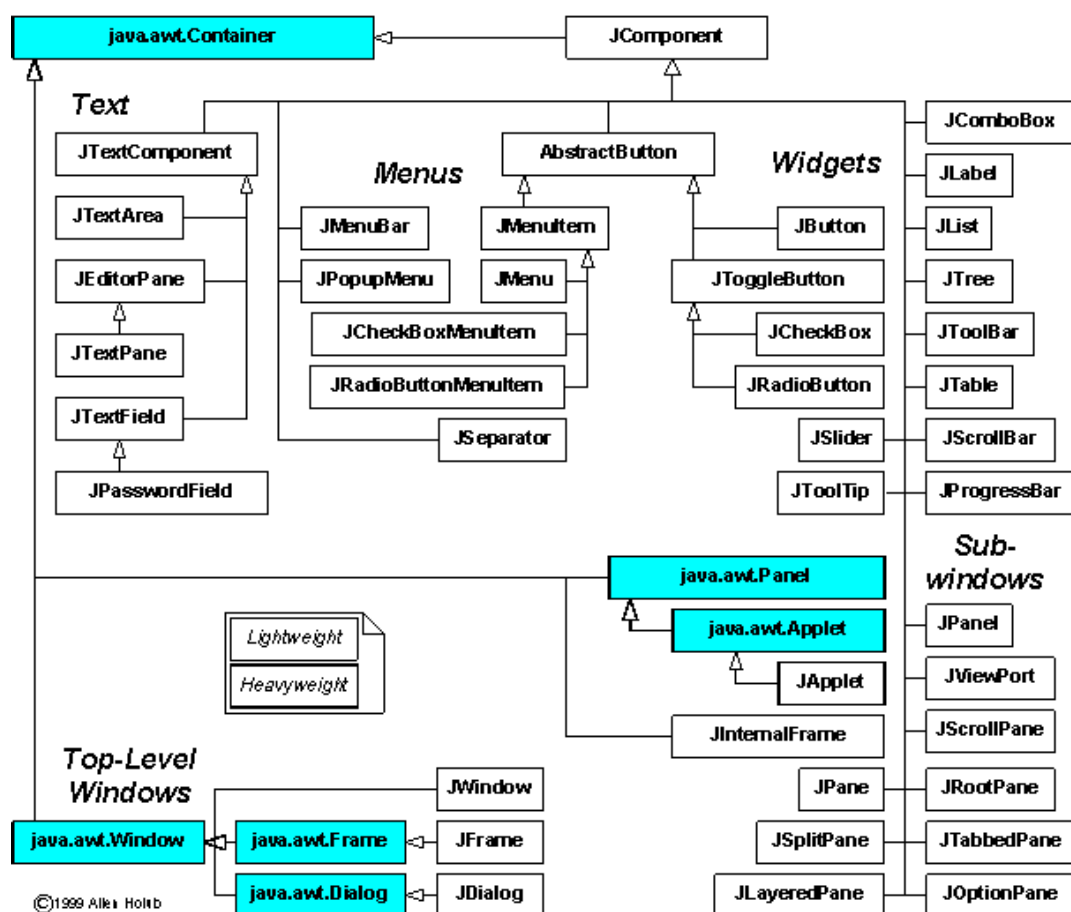 java.awt.Container
JComponent
Text
JComboBox
JTextComponent
AbstractButton
Menus
Widgets
JLabel
JTextArea
JMenuBar
JMenuItem
JButton
JList
JEditorPane
JPopupMenu
JMenu
JToggleButton
JTree
JCheckBoxMenuItem
JCheckBox
JToolBar
JTextPane
JRadioButtonMenuItem
JRadioButton
JTable
JTextField
JSeparator
JSlider
JScrollBar
JPasswordField
JToolTip
JProgressBar
Sub-
windows
java.awt.Panel
Lightweight
Heavyweight
java.awt.Applet
JPanel
JApplet
JViewPort
JInternalFrame
JScrollPane
Top-Level
Windows
JWindow
JPane
JRootPane
java.awt.Window
java.awt.Frame
JFrame
JSplitPane
JTabbedPane
java.awt.Dialog
JDialog
JLayeredPane
JOptionPane
©1999 Allen Holub